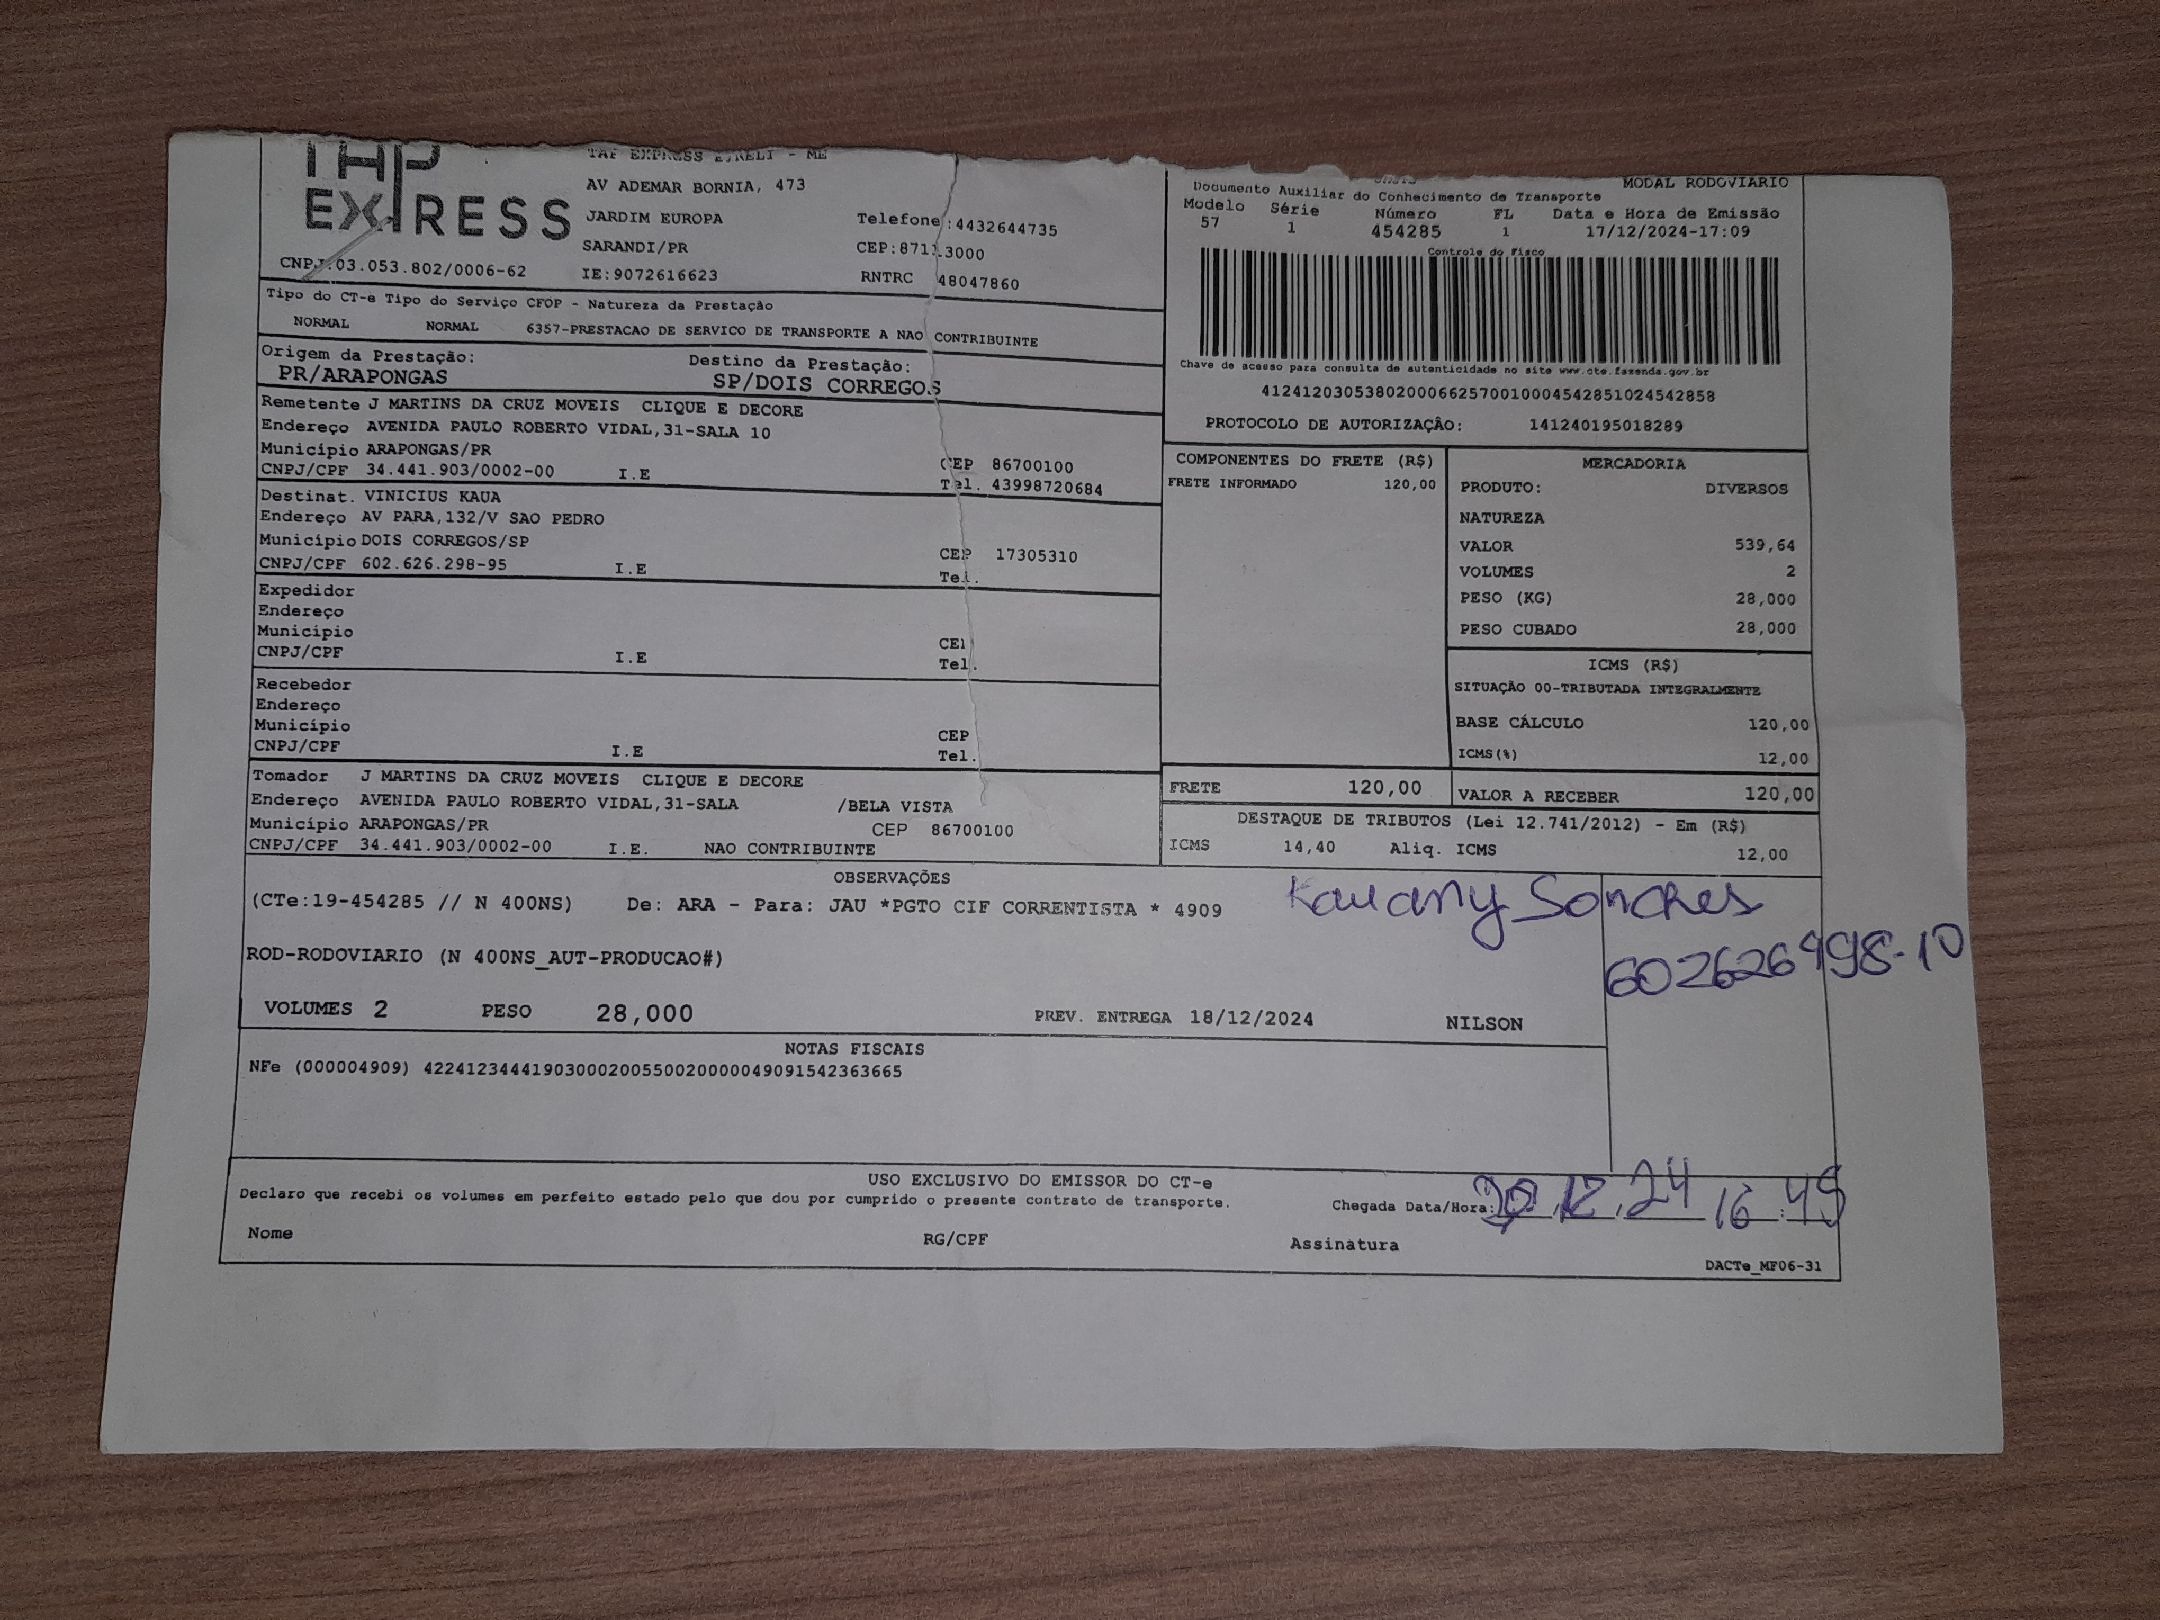 TAP EXPRESS EIRELI - ME
EXPRESS
AV ADEMAR BORNIA, 473
JARDIM EUROPA Telefone:4432644735
SARANDI/PR CEP:87113000
CNPJ:03.053.802/0006-62 IE:9072616623 RNTRC 48047860
MODAL RODOVIARIO
Documento Auxiliar do Conhecimento de Transporte
Modelo Série Número FL Data e Hora de Emissão
57 1 454285 1 17/12/2024-17:09
Controle do Fisco
Chave de acesso para consulta de autenticidade no site www.cte.fazenda.gov.br
41241203053802000662570010004542851024542858
PROTOCOLO DE AUTORIZAÇÃO: 141240195018289
Tipo do CT-e Tipo do Serviço CFOP - Natureza da Prestação
NORMAL NORMAL 6357-PRESTACAO DE SERVICO DE TRANSPORTE A NAO CONTRIBUINTE
Origem da Prestação: Destino da Prestação:
PR/ARAPONGAS SP/DOIS CORREGOS
Remetente J MARTINS DA CRUZ MOVEIS CLIQUE E DECORE
Endereço AVENIDA PAULO ROBERTO VIDAL,31-SALA 10
Município ARAPONGAS/PR CEP 86700100
CNPJ/CPF 34.441.903/0002-00 I.E Tel. 43998720684
Destinat. VINICIUS KAUA
Endereço AV PARA,132/V SAO PEDRO
Município DOIS CORREGOS/SP CEP 17305310
CNPJ/CPF 602.626.298-95 I.E Tel.
Expedidor
Endereço
Município CEP
CNPJ/CPF I.E Tel.
Recebedor
Endereço
Município CEP
CNPJ/CPF I.E Tel.
Tomador J MARTINS DA CRUZ MOVEIS CLIQUE E DECORE
Endereço AVENIDA PAULO ROBERTO VIDAL,31-SALA /BELA VISTA
Município ARAPONGAS/PR CEP 86700100
CNPJ/CPF 34.441.903/0002-00 I.E. NAO CONTRIBUINTE
COMPONENTES DO FRETE (R$)
FRETE INFORMADO 120,00
MERCADORIA
PRODUTO: DIVERSOS
NATUREZA
VALOR 539,64
VOLUMES 2
PESO (KG) 28,000
PESO CUBADO 28,000
ICMS (R$)
SITUAÇÃO 00-TRIBUTADA INTEGRALMENTE
BASE CÁLCULO 120,00
ICMS(%) 12,00
FRETE 120,00 VALOR A RECEBER 120,00
DESTAQUE DE TRIBUTOS (Lei 12.741/2012) - Em (R$)
ICMS 14,40 Aliq. ICMS 12,00
OBSERVAÇÕES
(CTe:19-454285 // N 400NS) De: ARA - Para: JAU *PGTO CIF CORRENTISTA * 4909
Kauany Sonches
602626998-10
ROD-RODOVIARIO (N 400NS_AUT-PRODUCAO#)
VOLUMES 2 PESO 28,000 PREV. ENTREGA 18/12/2024 NILSON
NOTAS FISCAIS
NFe (000004909) 42241234441903000200550020000049091542363665
USO EXCLUSIVO DO EMISSOR DO CT-e
Declaro que recebi os volumes em perfeito estado pelo que dou por cumprido o presente contrato de transporte.
Chegada Data/Hora: 12.24 16:45
Nome RG/CPF Assinatura
DACTe_MF06-31